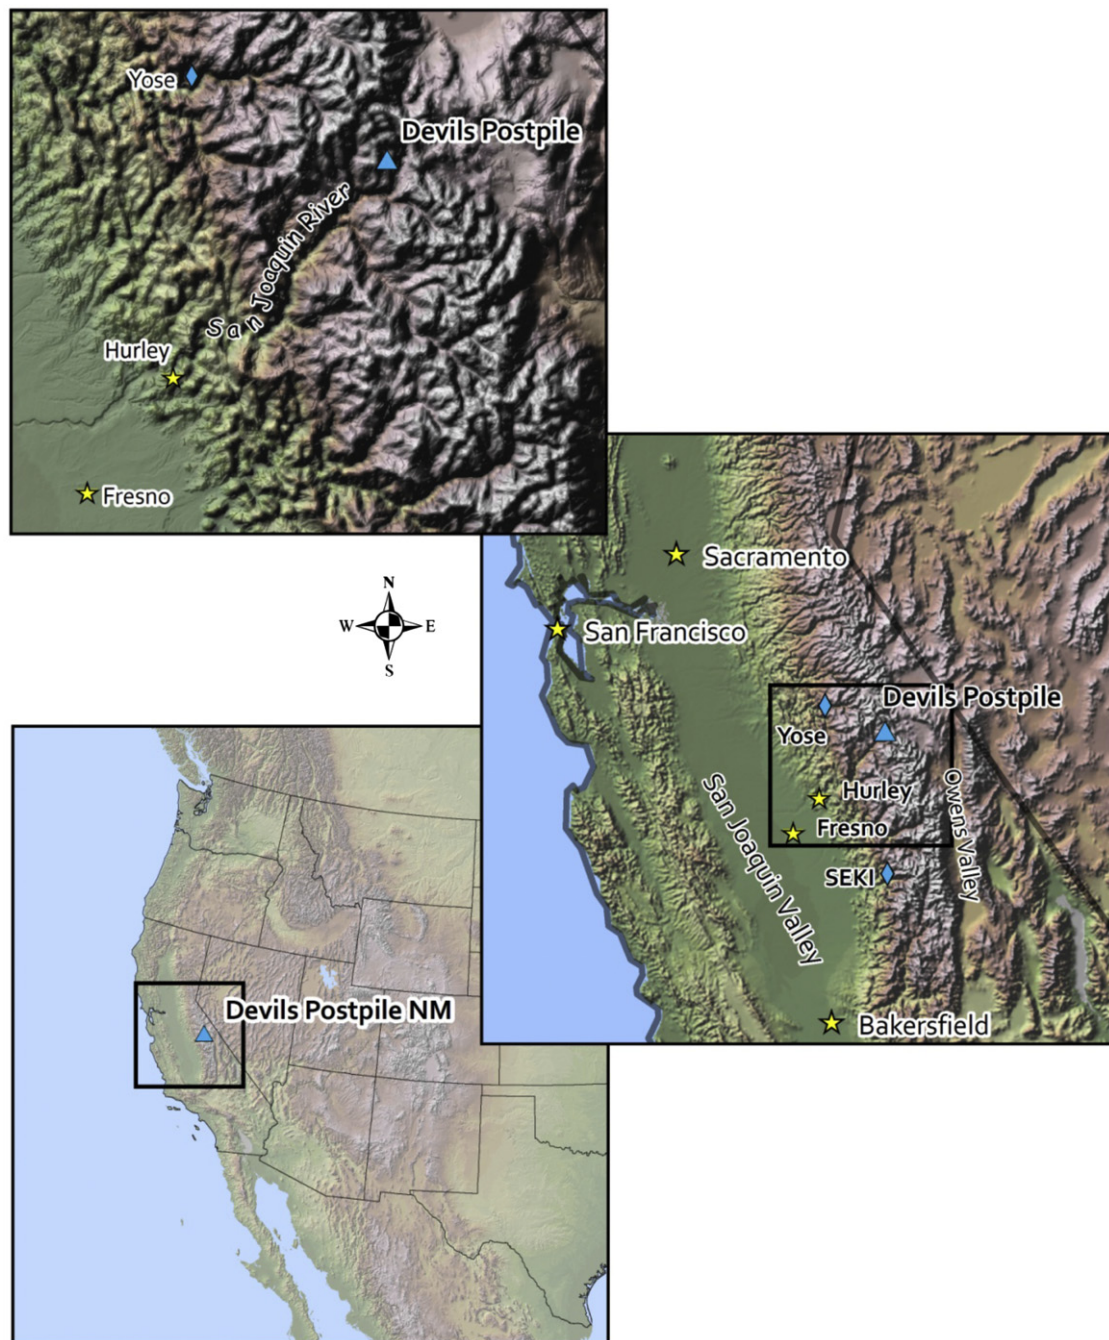 Yose
Devils Postpile
San Joaquin River
Hurley
Fresno
Sacramento
San Francisco
Devils Postpile
Yose
Hurley
Fresno
SEKI
San Joaquin Valley
Owens Valley
Bakersfield
N
W E
S
Devils Postpile NM